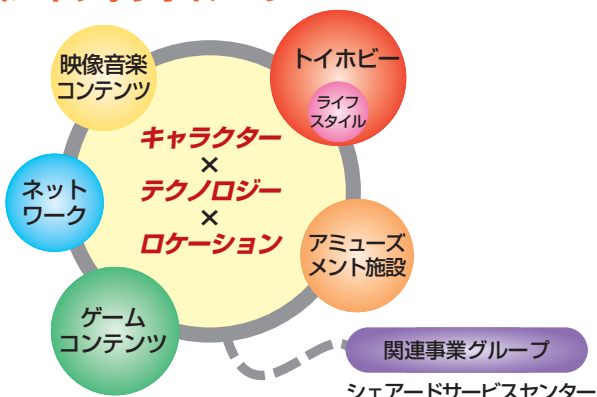 映像音楽
コンテンツ
トイホビー
ライフ
スタイル
キャラクター
×
テクノロジー
×
ロケーション
ネット
ワーク
アミューズ
メント施設
ゲーム
コンテンツ
関連事業グループ
シェアードサービスセンター